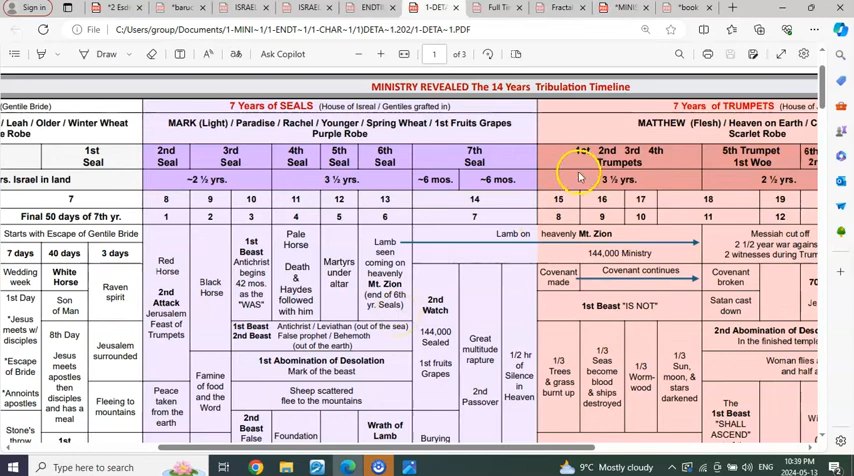 Sign in
*2 Esd
*baruc
ISRAEL
ISRAEL
ENDTI
1-DETA
Full Ti
Fractal
*MINIS
*book
File
C:/Users/group/Documents/1-MINI~1/1-ENDT~1/1-CHAR~1/1)DETA~1.202/1-DETA~1.PDF
Draw
Ask Copilot
1 of 3
MINISTRY REVEALED The 14 Years Tribulation Timeline
(Gentile Bride)
7 Years of SEALS (House of Isreal / Gentiles grafted in)
7 Years of TRUMPETS (House of
/ Leah / Older / Winter Wheat
e Robe
MARK (Light) / Paradise / Rachel / Younger / Spring Wheat / 1st Fruits Grapes
Purple Robe
MATTHEW (Flesh) / Heaven on Earth / C
Scarlet Robe
1st
Seal
2nd
Seal
3rd
Seal
4th
Seal
5th
Seal
6th
Seal
7th
Seal
1st 2nd 3rd 4th
Trumpets
5th Trumpet
1st Woe
6th
rs. Israel in land
~2 ½ yrs.
3 ½ yrs.
~6 mos.
~6 mos.
3 ½ yrs.
2 ½ yrs.
7 8 9 10 11 12 13 14 15 16 17 18 19
Final 50 days of 7th yr. 1 2 3 4 5 6 7 8 9 10 11 12
Starts with Escape of Gentile Bride
7 days
40 days
3 days
Wedding
week
1st Day
"Jesus
meets w/
disciples
*Escape
of Bride
*Annoints
apostles
Stone's
throw
White
Horse
Son of
Man
8th Day
Jesus
meets
apostles
then
disciples
and has a
meal
1st
Raven
spirit
Jerusalem
surrounded
Fleeing to
mountains
Red
Horse
2nd
Attack
Jerusalem
Feast of
Trumpets
Peace
taken
from the
earth
Black
Horse
Famine
of food
and the
Word
1st
Beast
Antichrist
begins
42 mos.
as the
"WAS"
Pale
Horse
Death
&
Haydes
followed
with him
Martyrs
under
altar
Lamb
seen
coming on
heavenly
Mt. Zion
(end of 6th
yr. Seals)
1st Beast Antichrist / Leviathan (out of the sea)
2nd Beast False prophet / Behemoth
(out of the earth)
1st Abomination of Desolation
Mark of the beast
Sheep scattered
flee to the mountains
2nd
Beast
False
Foundation
Wrath of
Lamb
Lamb on heavenly Mt. Zion
2nd
Watch
144,000
Sealed
1st fruits
Grapes
Burying
Great
multitude
rapture
2nd
Passover
1/2 hr
of
Silence
in
Heaven
144,000 Ministry
Covenant
made
Covenant continues
1st Beast "IS NOT"
1/3
Trees
& grass
burnt up
1/3
Seas
become
blood
& ships
destroyed
1/3
Worm-
wood
1/3
Sun,
moon, &
stars
darkened
Messiah cut off
2 1/2 year war agains
2 witnesses during Trum
Covenant
broken
Satan cast
down
70
2nd Abomination of Deso
In the finished templ
Woman flies
and half a
The
1st Beast
"SHALL
ASCEND"
Type here to search
9°C Mostly cloudy
ENG
10:39 PM
2024-05-13